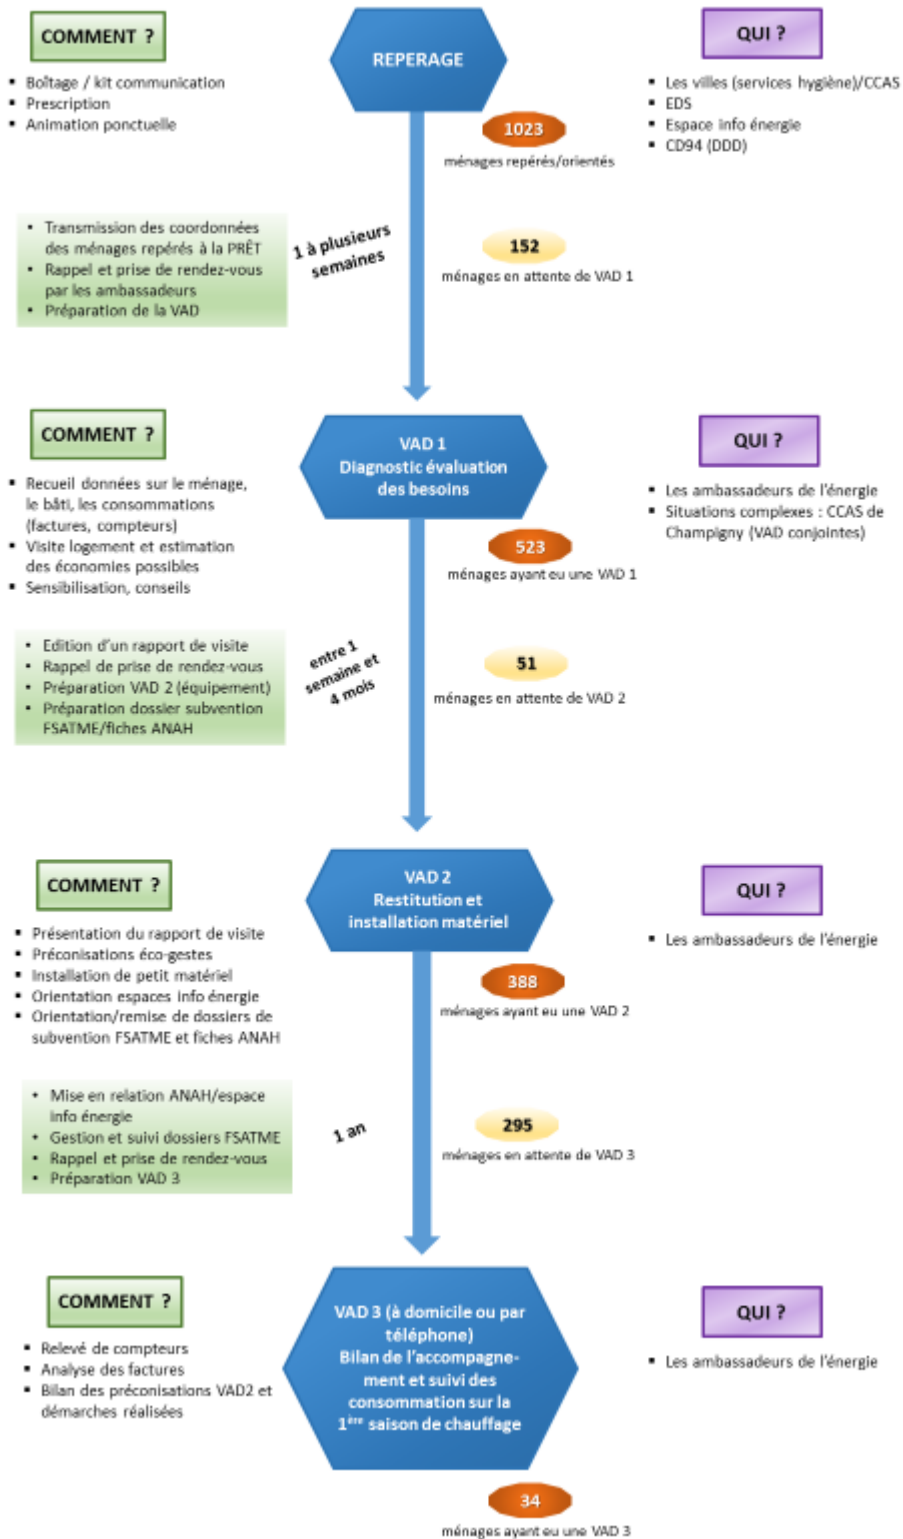 COMMENT ?
▪ Boîtage / kit communication
▪ Prescription
▪ Animation ponctuelle
REPERAGE
QUI ?
▪ Les villes (services hygiène)/CCAS
▪ EDS
▪ Espace info énergie
▪ CD94 (DDD)
1023
ménages repérés/orientés
• Transmission des coordonnées
des ménages repérés à la PRÊT
• Rappel et prise de rendez-vous
par les ambassadeurs
• Préparation de la VAD
1 à plusieurs
semaines
152
ménages en attente de VAD 1
COMMENT ?
▪ Recueil données sur le ménage,
le bâti, les consommations
(factures, compteurs)
▪ Visite logement et estimation
des économies possibles
▪ Sensibilisation, conseils
VAD 1
Diagnostic évaluation
des besoins
QUI ?
▪ Les ambassadeurs de l'énergie
▪ Situations complexes : CCAS de
Champigny (VAD conjointes)
523
ménages ayant eu une VAD 1
• Edition d'un rapport de visite
• Rappel de prise de rendez-vous
• Préparation VAD 2 (équipement)
• Préparation dossier subvention
FSATME/fiches ANAH
entre 1
semaine et
4 mois
51
ménages en attente de VAD 2
COMMENT ?
▪ Présentation du rapport de visite
▪ Préconisations éco-gestes
▪ Installation de petit matériel
▪ Orientation espaces info énergie
▪ Orientation/remise de dossiers de
subvention FSATME et fiches ANAH
VAD 2
Restitution et
installation matériel
QUI ?
▪ Les ambassadeurs de l'énergie
388
ménages ayant eu une VAD 2
• Mise en relation ANAH/espace
info énergie
• Gestion et suivi dossiers FSATME
• Rappel et prise de rendez-vous
• Préparation VAD 3
1 an
295
ménages en attente de VAD 3
COMMENT ?
▪ Relevé de compteurs
▪ Analyse des factures
▪ Bilan des préconisations VAD2 et
démarches réalisées
VAD 3 (à domicile ou par
téléphone)
Bilan de l'accompagne-
ment et suivi des
consommation sur la
1ère saison de chauffage
QUI ?
▪ Les ambassadeurs de l'énergie
34
ménages ayant eu une VAD 3